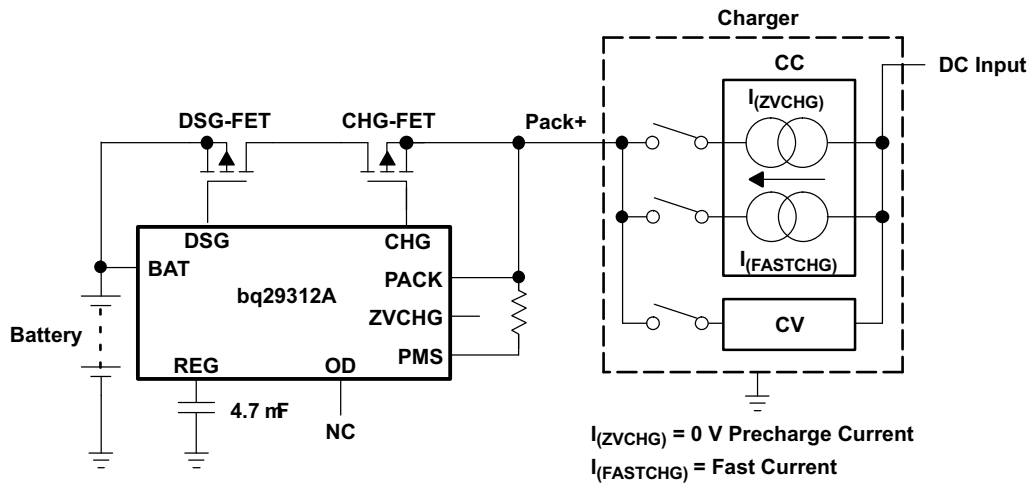 Charger
CC
DC Input
I(ZVCHG)
DSG-FET
CHG-FET
Pack+
I(FASTCHG)
DSG
CHG
BAT
PACK
bq29312A
ZVCHG
CV
Battery
PMS
REG
OD
4.7 mF
NC
I(ZVCHG) = 0 V Precharge Current
I(FASTCHG) = Fast Current